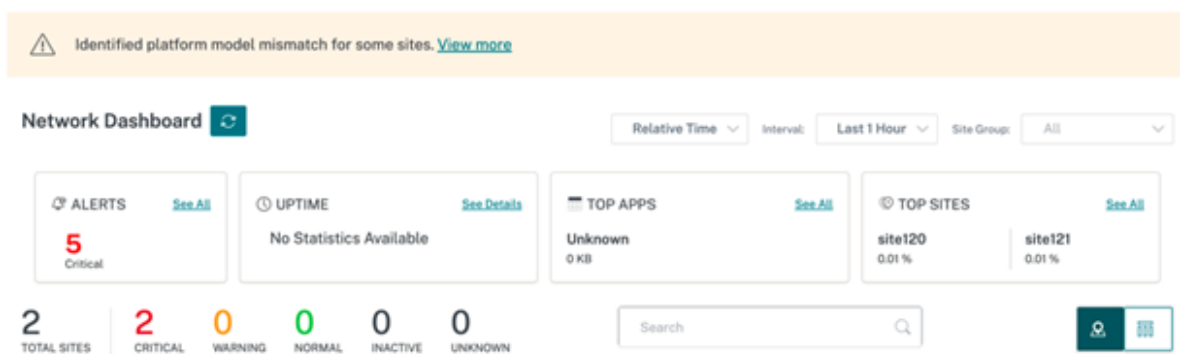 Identified platform model mismatch for some sites. View more
Network Dashboard
Relative Time
Interval:
Last 1 Hour
Site Group:
All
ALERTS
See All
5
Critical
UPTIME
See Details
No Statistics Available
TOP APPS
See All
Unknown
0 KB
TOP SITES
See All
site120
0.01 %
site121
0.01 %
2
TOTAL SITES
2
CRITICAL
0
WARNING
0
NORMAL
0
INACTIVE
0
UNKNOWN
Search